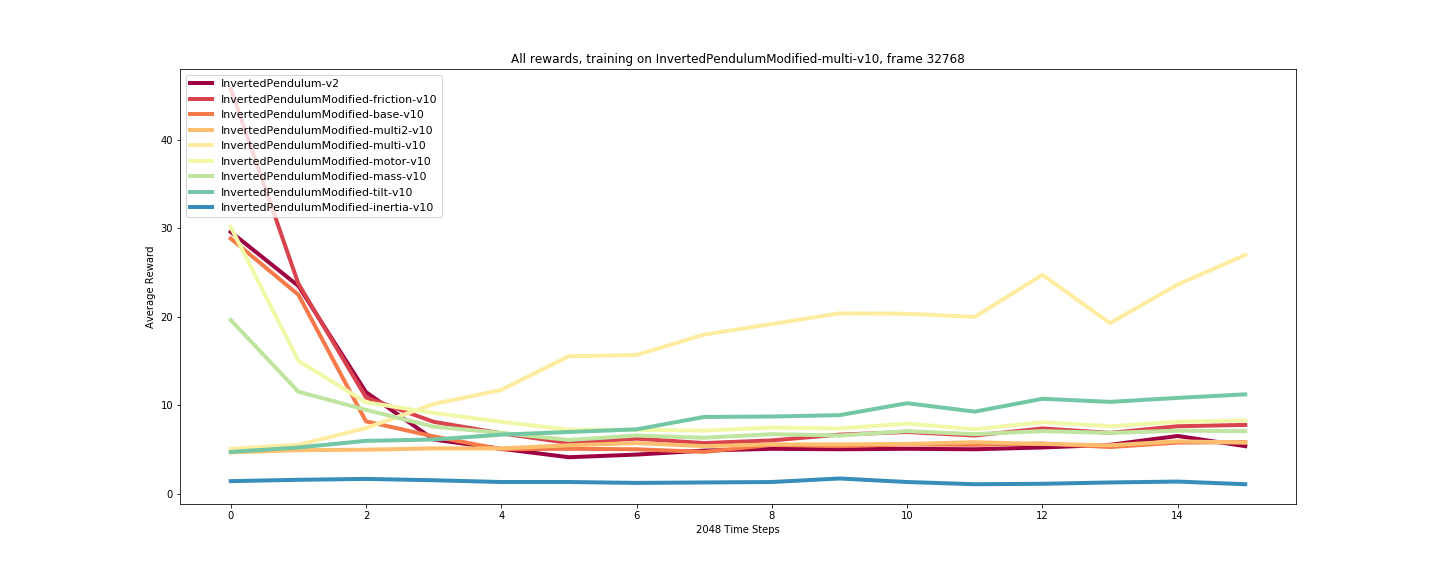 All rewards, training on InvertedPendulumModified-multi-v10, frame 32768
InvertedPendulum-v2
InvertedPendulumModified-friction-v10
InvertedPendulumModified-base-v10
InvertedPendulumModified-multi2-v10
InvertedPendulumModified-multi-v10
InvertedPendulumModified-motor-v10
InvertedPendulumModified-mass-v10
InvertedPendulumModified-tilt-v10
InvertedPendulumModified-inertia-v10
Average Reward
40
30
20
10
0
0 2 4 6 8 10 12 14
2048 Time Steps